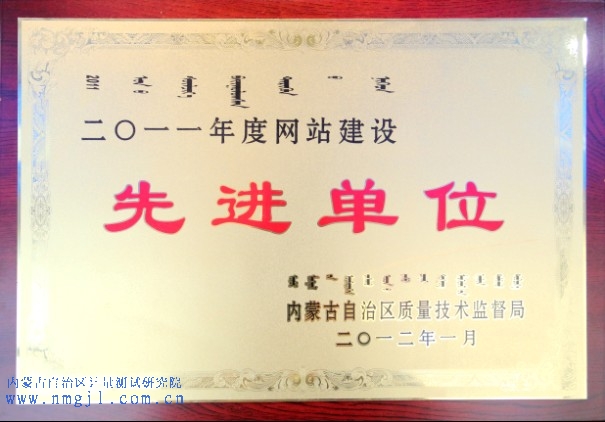 2011
二〇一一年度网站建设
先进单位
内蒙古自治区质量技术监督局
二〇一二年一月
内蒙古自治区计量测试研究院
www.nmgjl.com.cn